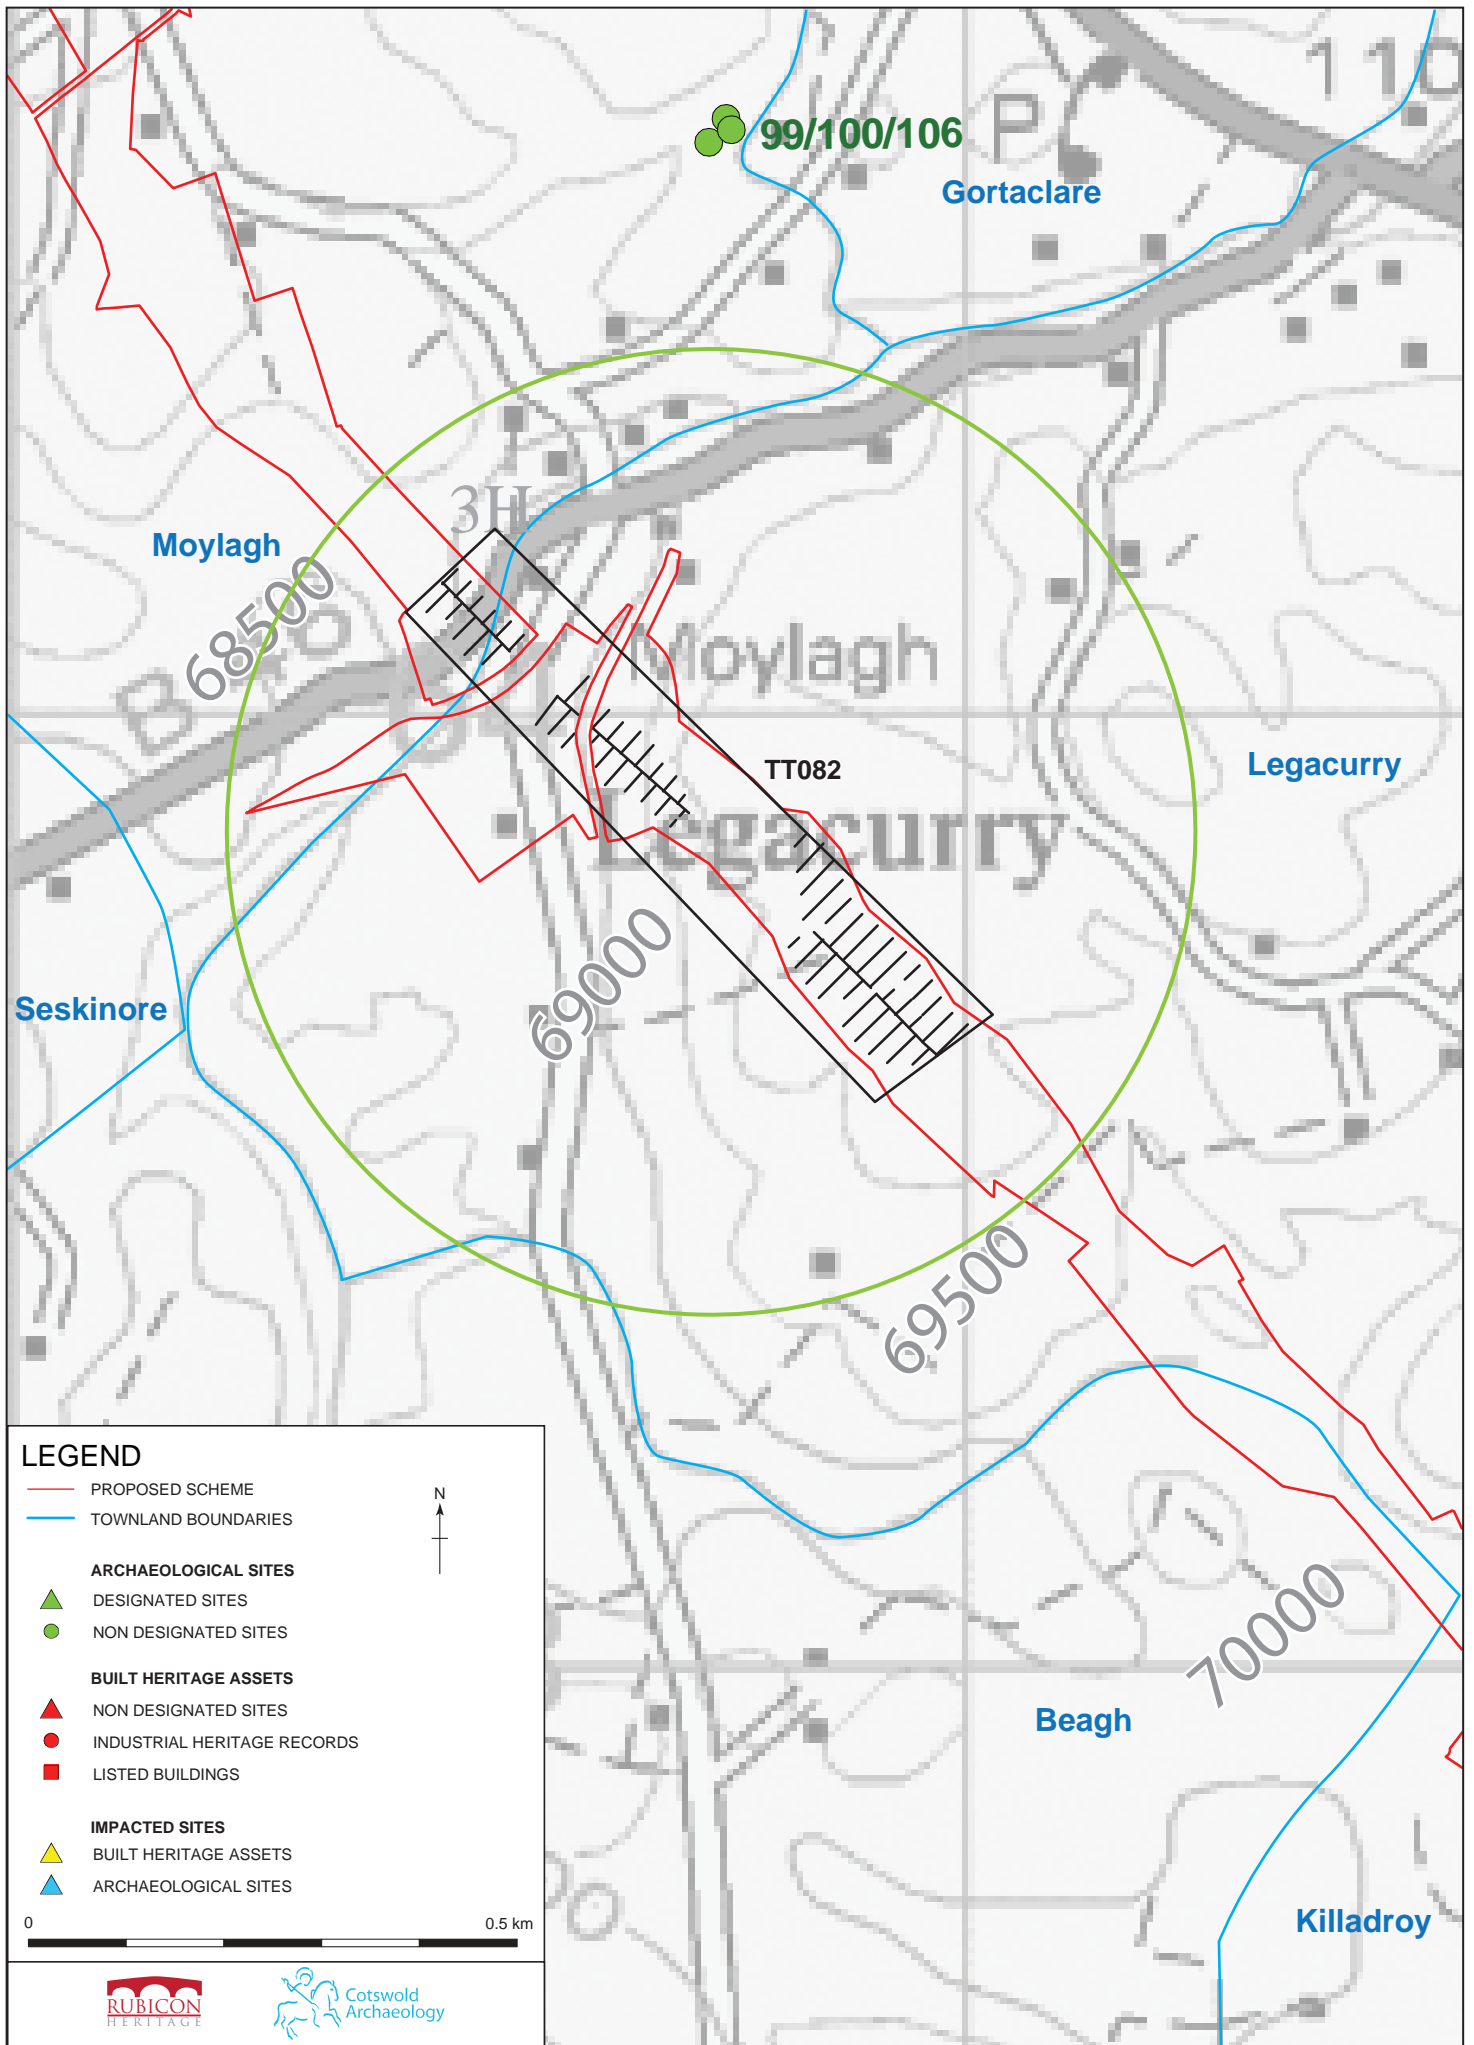 110
99/100/106
P
Gortaclare
3H
Moylagh
68500
Moylagh
TT082
Legacurry
Legacurry
69000
Seskinore
69500
70000
Beagh
Killadroy
LEGEND
PROPOSED SCHEME
TOWNLAND BOUNDARIES
N
ARCHAEOLOGICAL SITES
DESIGNATED SITES
NON DESIGNATED SITES
BUILT HERITAGE ASSETS
NON DESIGNATED SITES
INDUSTRIAL HERITAGE RECORDS
LISTED BUILDINGS
IMPACTED SITES
BUILT HERITAGE ASSETS
ARCHAEOLOGICAL SITES
0 0.5 km
RUBICON
HERITAGE
Cotswold
Archaeology